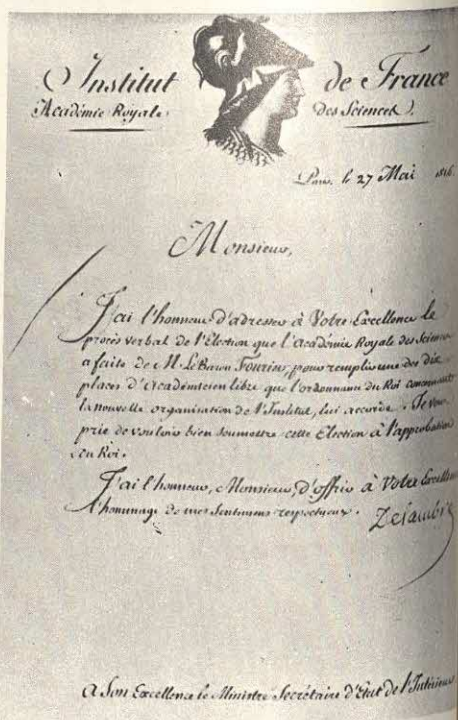 Institut de France
Académie Royale des Sciences.
Paris, le 27 Mai 1816.
Monsieur,
J'ai l'honneur d'adresser à Votre Excellence le
procès verbal de l'Election que l'Académie Royale des Sciences
a faite de M. Le Baron Fourier, pour remplir une des dix
places d'Académicien libre que l'ordonnance du Roi concernant
la nouvelle organisation de l'Institut, lui accorde. Je vous
prie de vouloir bien soumettre cette Election à l'approbation
du Roi.
J'ai l'honneur, Monsieur, d'offrir à Votre Excellence
l'hommage de mes Sentimens respectueux.
A Son Excellence le Ministre Secrétaire d'Etat de l'Intérieur